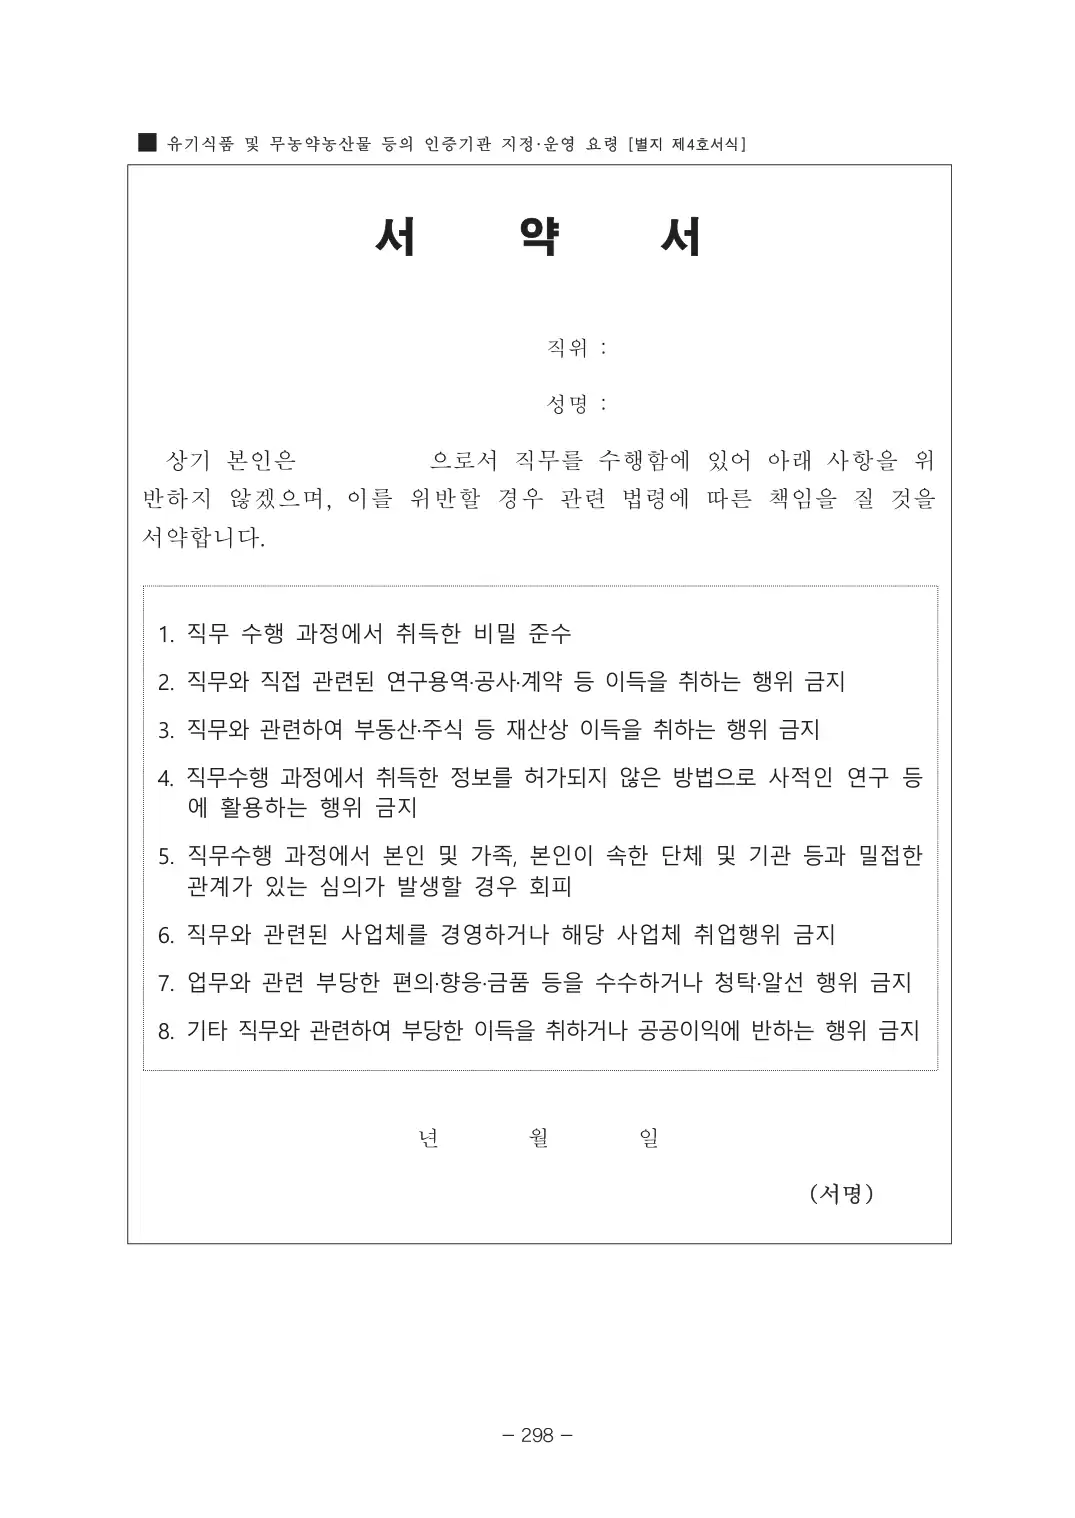 ■ 유기식품 및 무농약농산물 등의 인증기관 지정·운영 요령 [별지 제4호서식]
서 약 서
직위 :
성명 :
상기 본인은 으로서 직무를 수행함에 있어 아래 사항을 위
반하지 않겠으며, 이를 위반할 경우 관련 법령에 따른 책임을 질 것을
서약합니다.
1. 직무 수행 과정에서 취득한 비밀 준수
2. 직무와 직접 관련된 연구용역·공사·계약 등 이득을 취하는 행위 금지
3. 직무와 관련하여 부동산·주식 등 재산상 이득을 취하는 행위 금지
4. 직무수행 과정에서 취득한 정보를 허가되지 않은 방법으로 사적인 연구 등
에 활용하는 행위 금지
5. 직무수행 과정에서 본인 및 가족, 본인이 속한 단체 및 기관 등과 밀접한
관계가 있는 심의가 발생할 경우 회피
6. 직무와 관련된 사업체를 경영하거나 해당 사업체 취업행위 금지
7. 업무와 관련 부당한 편의·향응·금품 등을 수수하거나 청탁·알선 행위 금지
8. 기타 직무와 관련하여 부당한 이득을 취하거나 공공이익에 반하는 행위 금지
년 월 일
(서명)
- 298 -